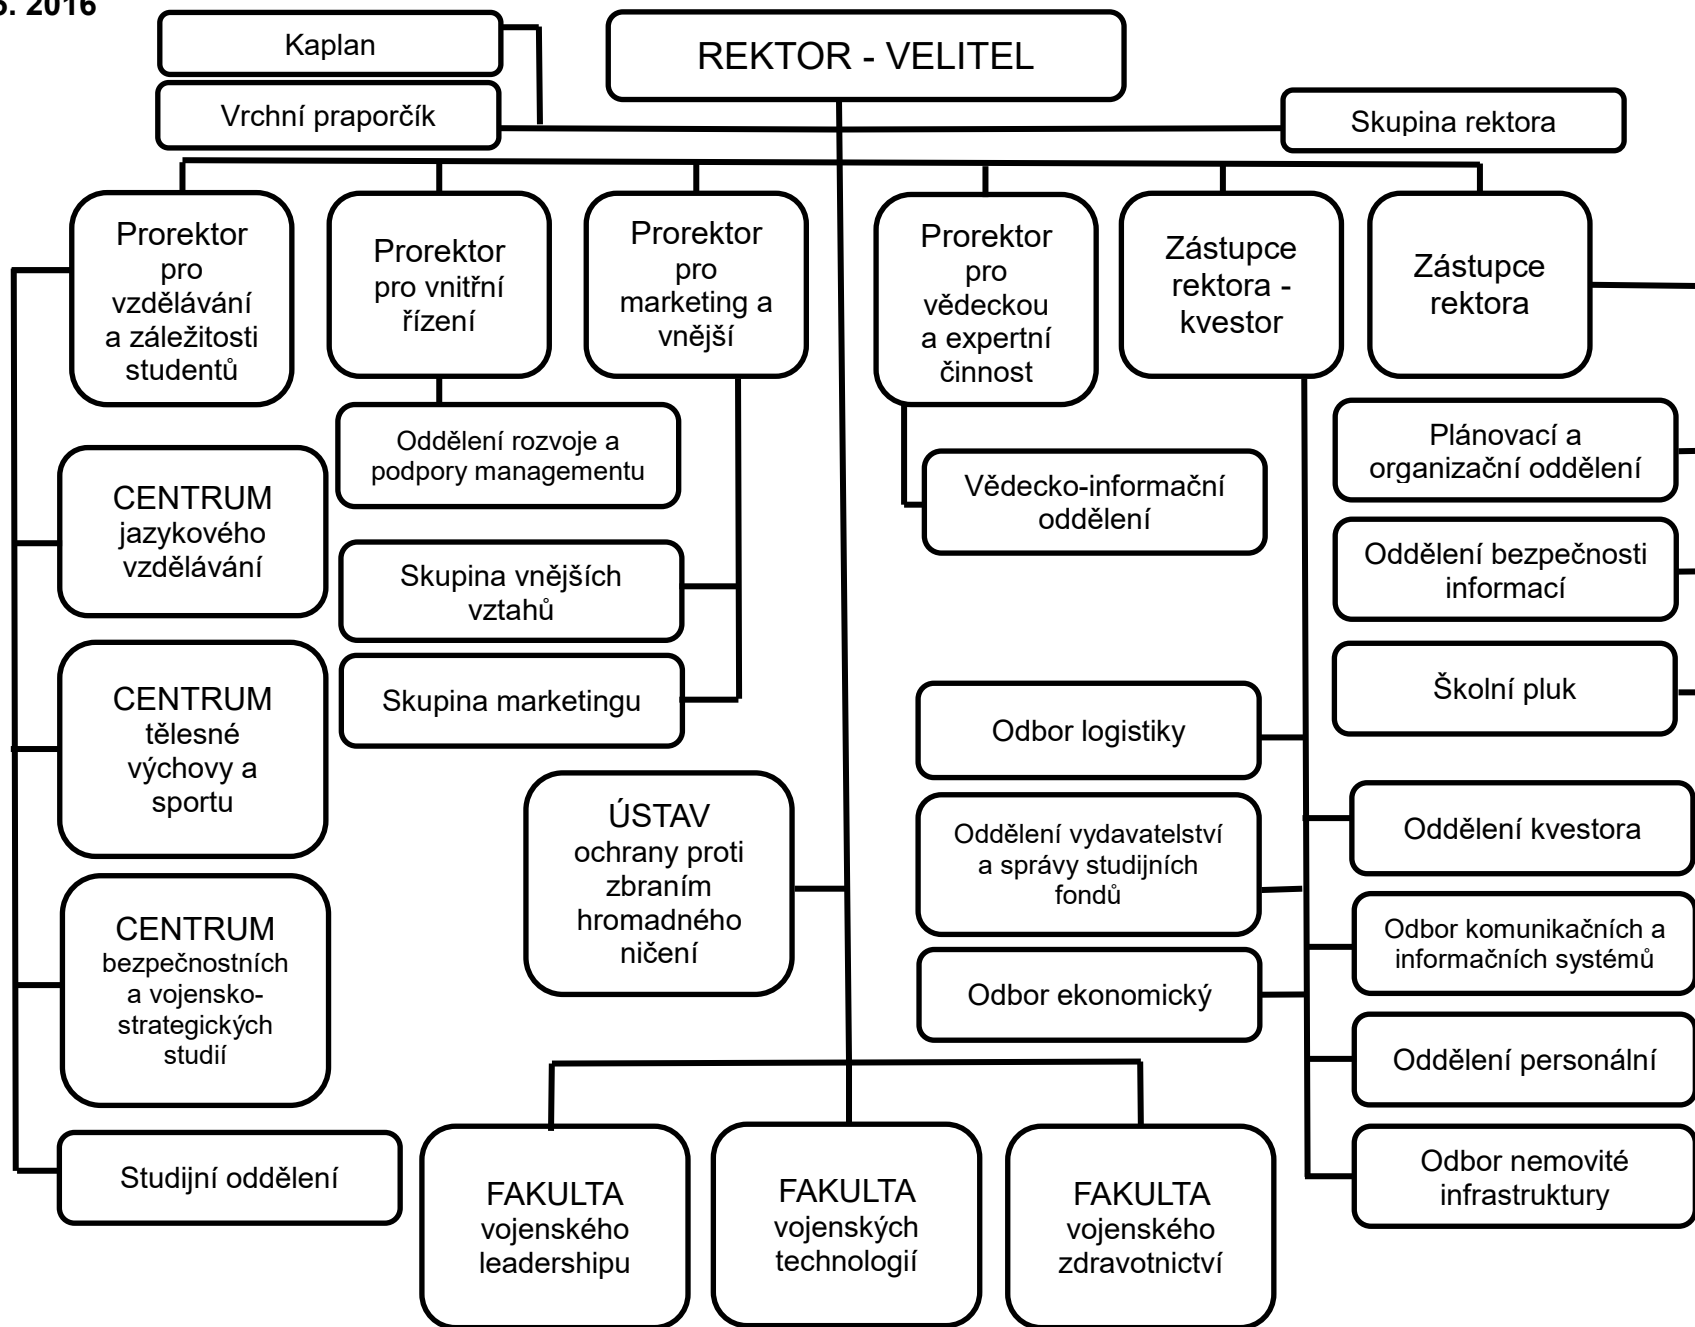 2016
Kaplan
REKTOR - VELITEL
Vrchní praporčík
Skupina rektora
Prorektor
pro
vzdělávání
a záležitosti
studentů
Prorektor
pro vnitřní
řízení
Prorektor
pro
marketing a
vnější
Prorektor
pro
vědeckou
a expertní
činnost
Zástupce
rektora -
kvestor
Zástupce
rektora
Oddělení rozvoje a
podpory managementu
Plánovací a
organizační oddělení
CENTRUM
jazykového
vzdělávání
Vědecko-informační
oddělení
Oddělení bezpečnosti
informací
Skupina vnějších
vztahů
CENTRUM
tělesné
výchovy a
sportu
Skupina marketingu
Školní pluk
Odbor logistiky
ÚSTAV
ochrany proti
zbraním
hromadného
ničení
Oddělení vydavatelství
a správy studijních
fondů
Oddělení kvestora
CENTRUM
bezpečnostních
a vojensko-
strategických
studií
Odbor komunikačních a
informačních systémů
Odbor ekonomický
Oddělení personální
Studijní oddělení
FAKULTA
vojenského
leadershipu
FAKULTA
vojenských
technologií
FAKULTA
vojenského
zdravotnictví
Odbor nemovité
infrastruktury